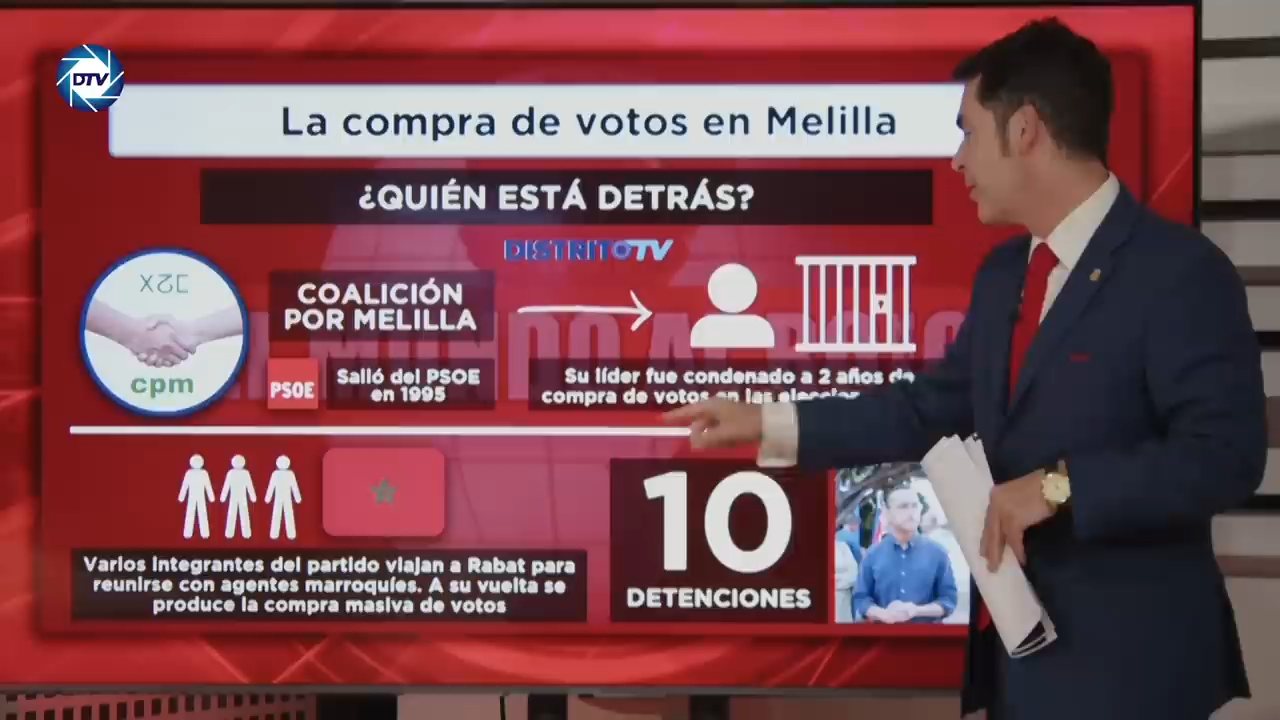 DTV
La compra de votos en Melilla
¿QUIÉN ESTÁ DETRÁS?
DISTRITOTV
COALICIÓN
POR MELILLA
cpm
PSOE
Salió del PSOE
en 1995
Su líder fue condenado a 2 años de
compra de votos en las
Varios integrantes del partido viajan a Rabat para
reunirse con agentes marroquíes. A su vuelta se
produce la compra masiva de votos
10
DETENCIONES